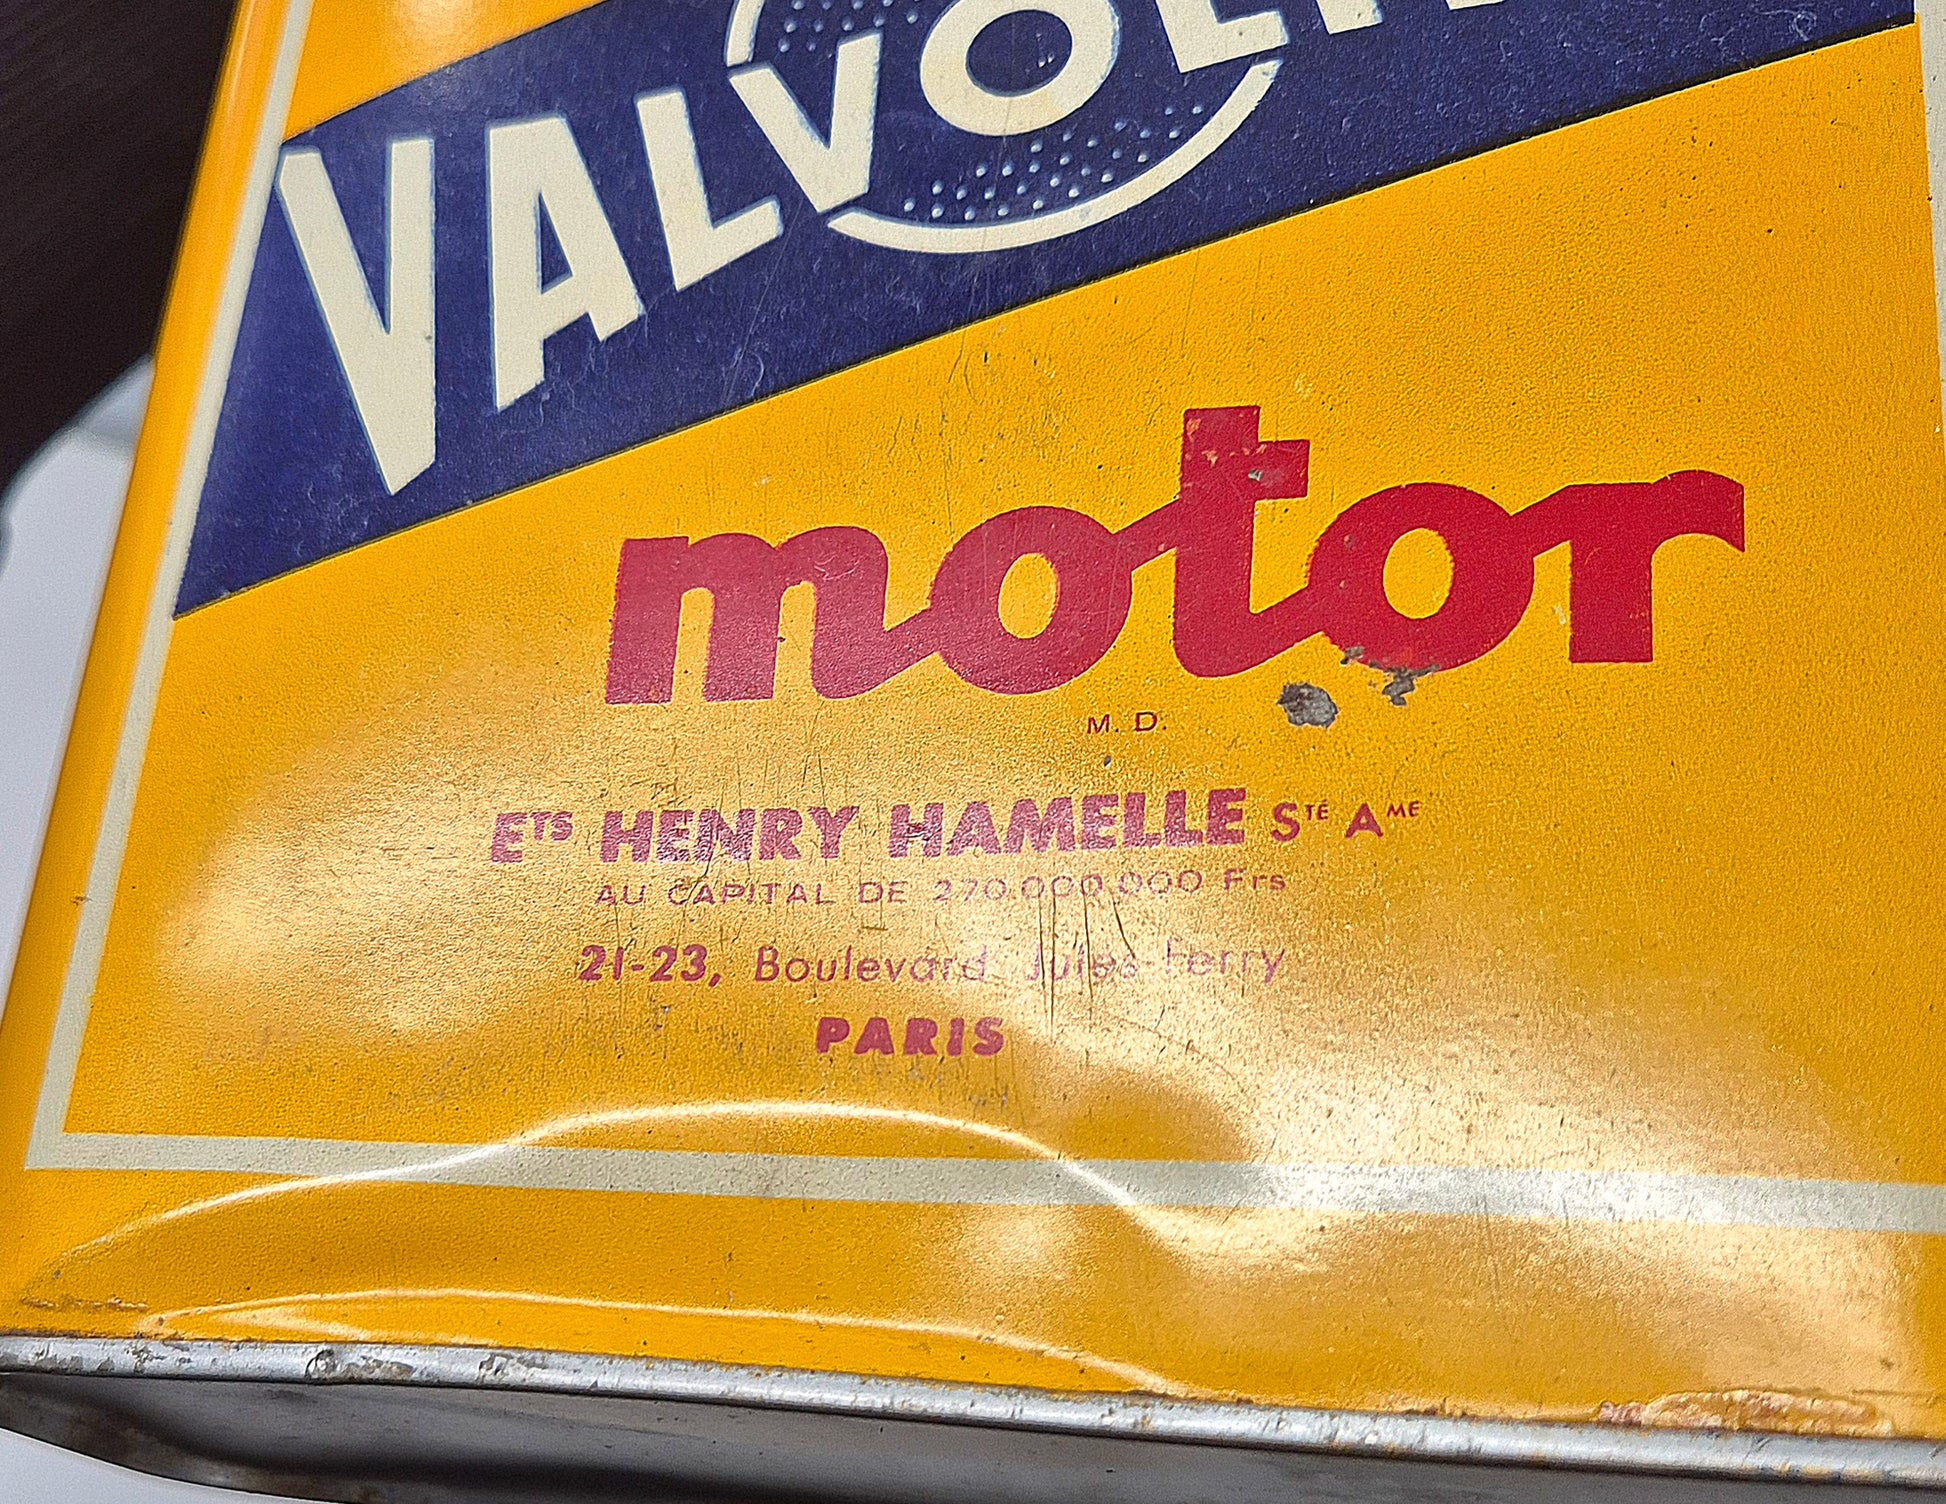 VALVOL
motor
M. D.
ETS HENRY HAMELLE STÉ AME
AU CAPITAL DE 270.000.000 Frs
21-23, Boulevard Jules-Ferry
PARIS